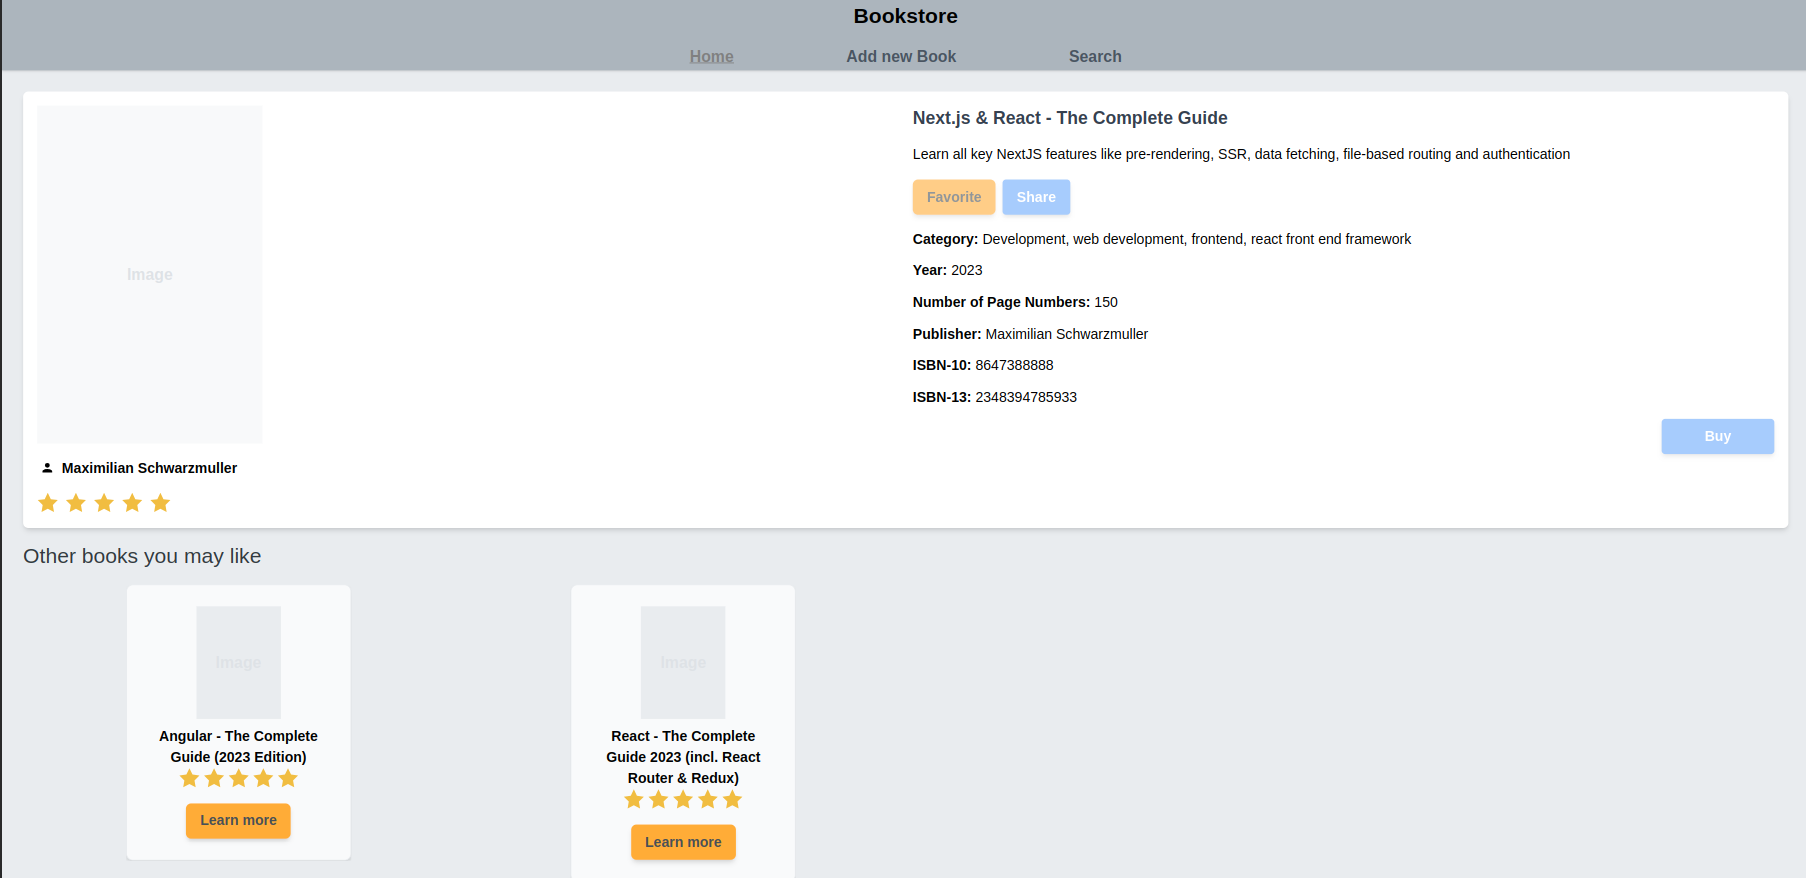 Bookstore
Home Add new Book Search
Image
Maximilian Schwarzmuller
Next.js & React - The Complete Guide
Learn all key NextJS features like pre-rendering, SSR, data fetching, file-based routing and authentication
Favorite Share
Category: Development, web development, frontend, react front end framework
Year: 2023
Number of Page Numbers: 150
Publisher: Maximilian Schwarzmuller
ISBN-10: 8647388888
ISBN-13: 2348394785933
Buy
Other books you may like
Image
Angular - The Complete
Guide (2023 Edition)
Learn more
Image
React - The Complete
Guide 2023 (incl. React
Router & Redux)
Learn more